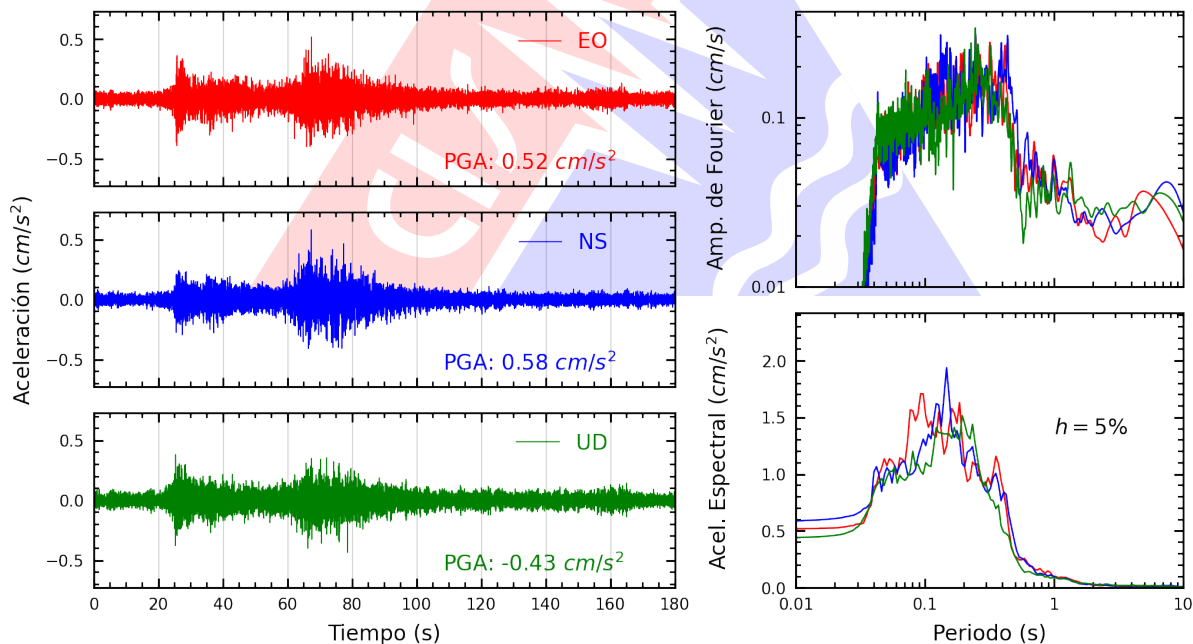 Aceleración (cm/s²)
0.5
0.0
−0.5
EO
PGA: 0.52 cm/s²
0.5
0.0
−0.5
NS
PGA: 0.58 cm/s²
0.5
0.0
−0.5
UD
PGA: -0.43 cm/s²
0 20 40 60 80 100 120 140 160 180
Tiempo (s)
Amp. de Fourier (cm/s)
0.1
0.01
Acel. Espectral (cm/s²)
2.0
1.5
1.0
0.5
0.0
h = 5%
0.01 0.1 1 10
Periodo (s)